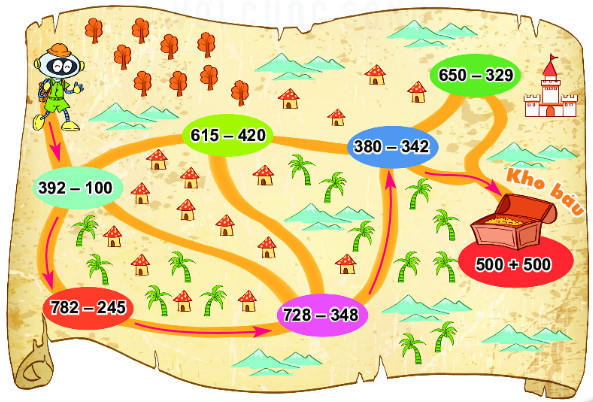 650 – 329
615 – 420
380 – 342
392 – 100
Kho báu
500 + 500
782 – 245
728 – 348